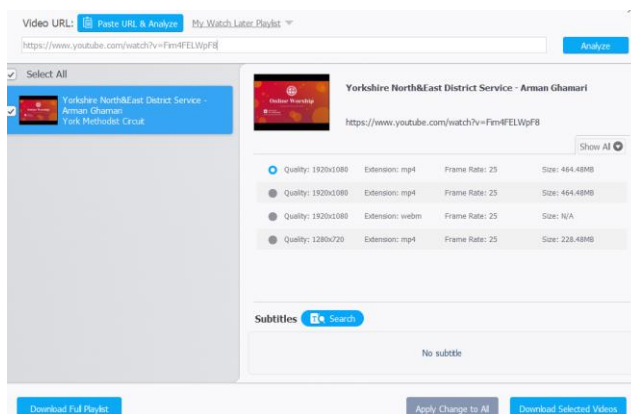 Video URL: Paste URL & Analyze My Watch Later Playlist
https://www.youtube.com/watch?v=Fim4FELWpF8
Analyze
Select All
Yorkshire North&East District Service -
Arman Ghamari
York Methodist Circuit
Online Worship
Yorkshire North&East District Service - Arman Ghamari
https://www.youtube.com/watch?v=Fim4FELWpF8
Show All
Quality: 1920x1080 Extension: mp4 Frame Rate: 25 Size: 464.48MB
Quality: 1920x1080 Extension: mp4 Frame Rate: 25 Size: 464.48MB
Quality: 1920x1080 Extension: webm Frame Rate: 25 Size: N/A
Quality: 1280x720 Extension: mp4 Frame Rate: 25 Size: 228.48MB
Subtitles Search
No subtitle
Download Full Playlist Apply Change to All Download Selected Videos